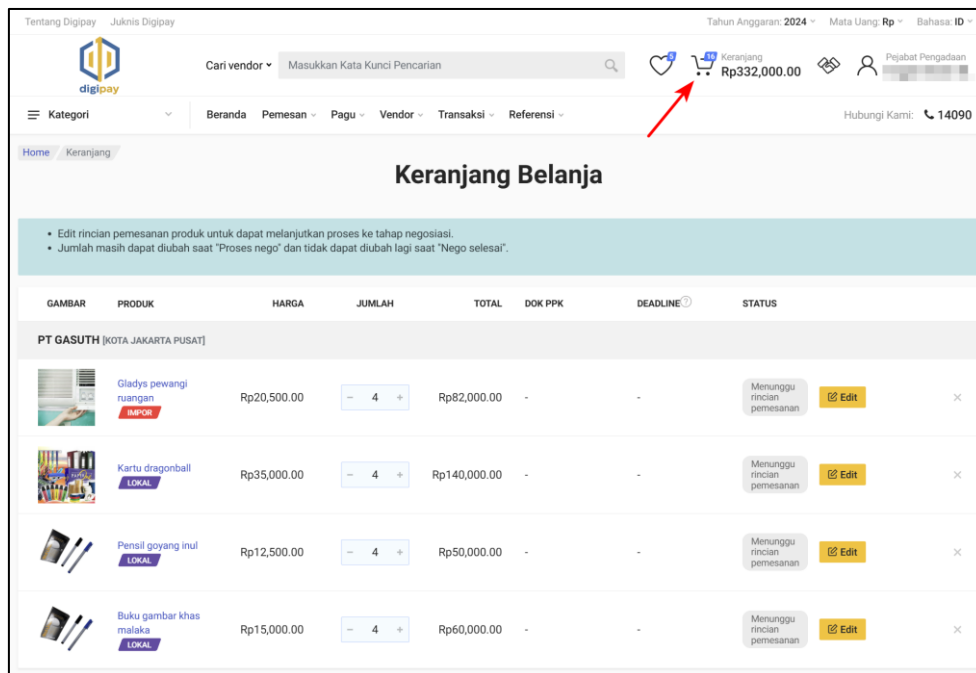 Tentang Digipay Juknis Digipay Tahun Anggaran: 2024 Mata Uang: Rp Bahasa: ID
digipay
Cari vendor Masukkan Kata Kunci Pencarian
16 Keranjang
Rp332,000.00
Pejabat Pengadaan
Kategori Beranda Pemesan Pagu Vendor Transaksi Referensi Hubungi Kami: 14090
Home / Keranjang
Keranjang Belanja
• Edit rincian pemesanan produk untuk dapat melanjutkan proses ke tahap negosiasi.
• Jumlah masih dapat diubah saat "Proses nego" dan tidak dapat diubah lagi saat "Nego selesai".
GAMBAR PRODUK HARGA JUMLAH TOTAL DOK PPK DEADLINE? STATUS
PT GASUTH [KOTA JAKARTA PUSAT]
Gladys pewangi
ruangan
IMPOR
Rp20,500.00 − 4 + Rp82,000.00 - -
Menunggu
rincian
pemesanan
Edit ×
Kartu dragonball
LOKAL
Rp35,000.00 − 4 + Rp140,000.00 - -
Menunggu
rincian
pemesanan
Edit ×
Pensil goyang inul
LOKAL
Rp12,500.00 − 4 + Rp50,000.00 - -
Menunggu
rincian
pemesanan
Edit ×
Buku gambar khas
malaka
LOKAL
Rp15,000.00 − 4 + Rp60,000.00 - -
Menunggu
rincian
pemesanan
Edit ×